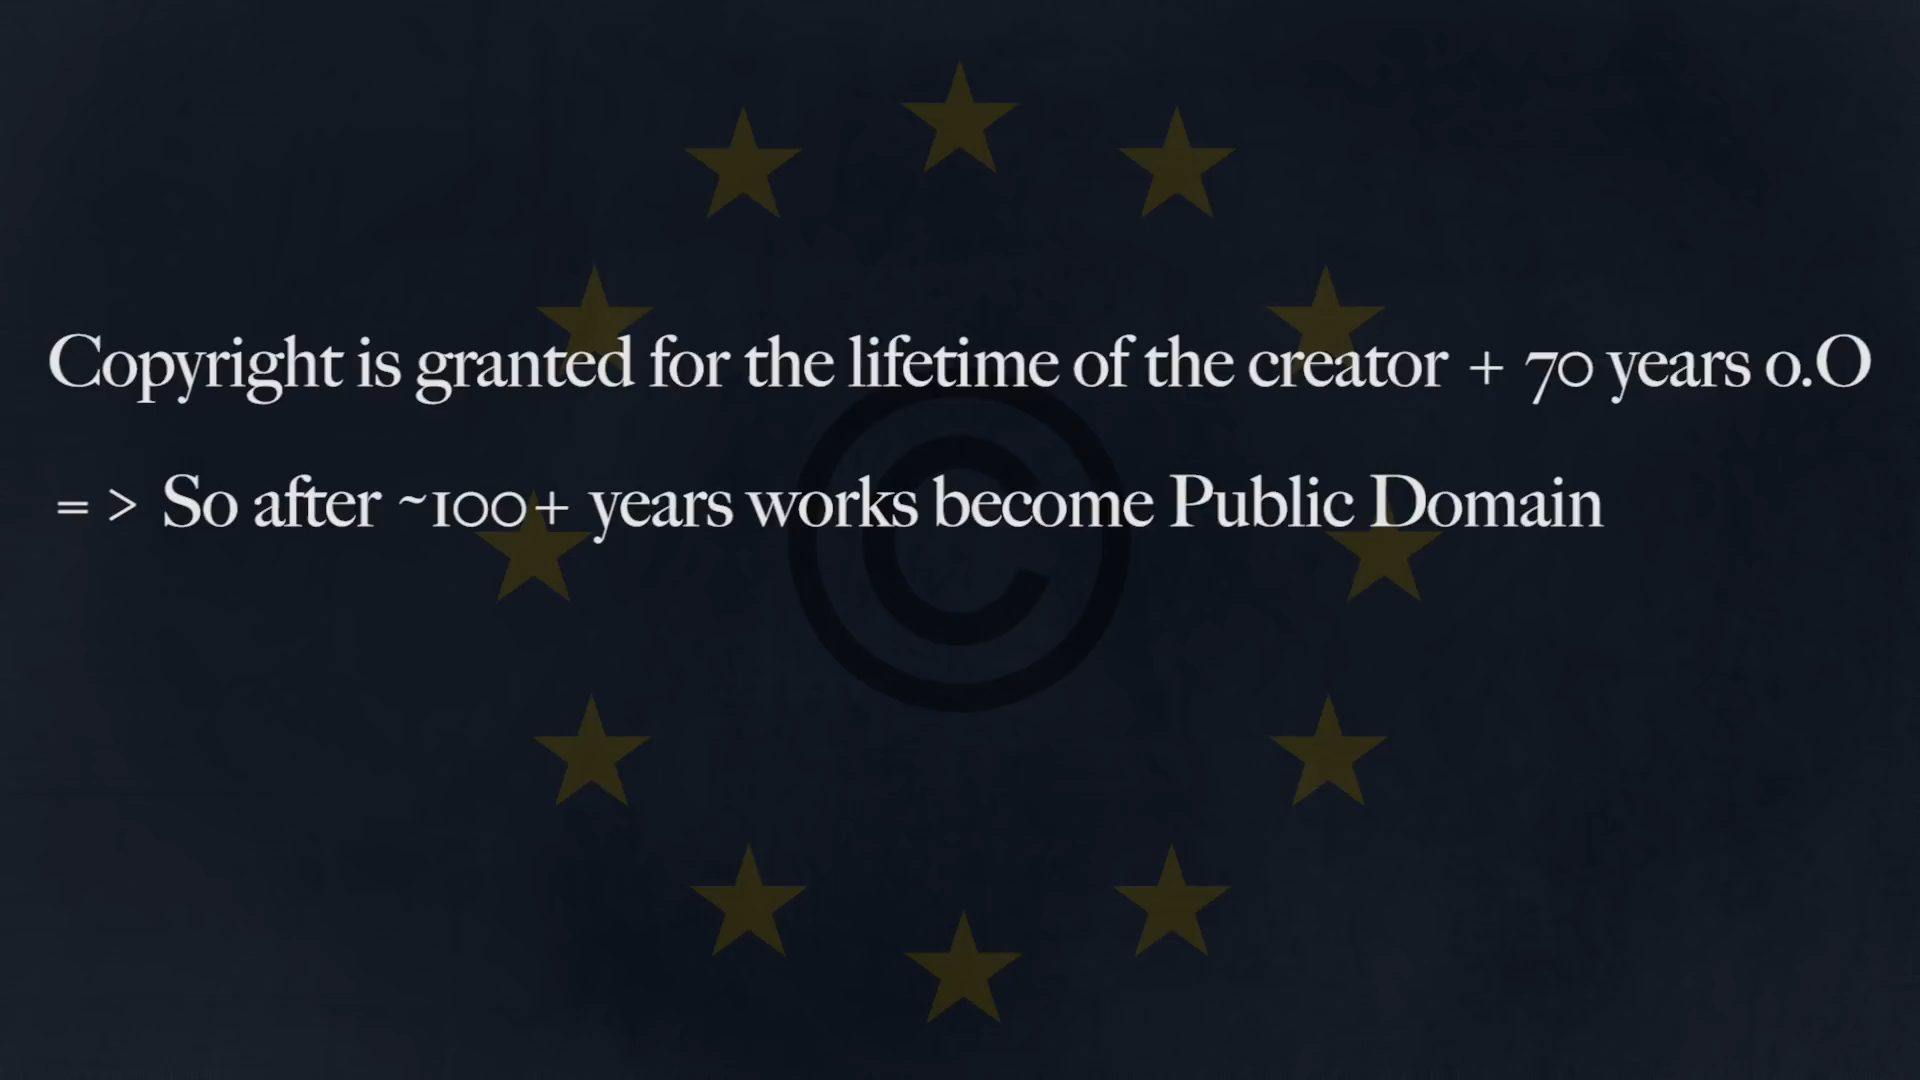 Copyright is granted for the lifetime of the creator + 70 years o.O
=> So after ~100+ years works become Public Domain
©